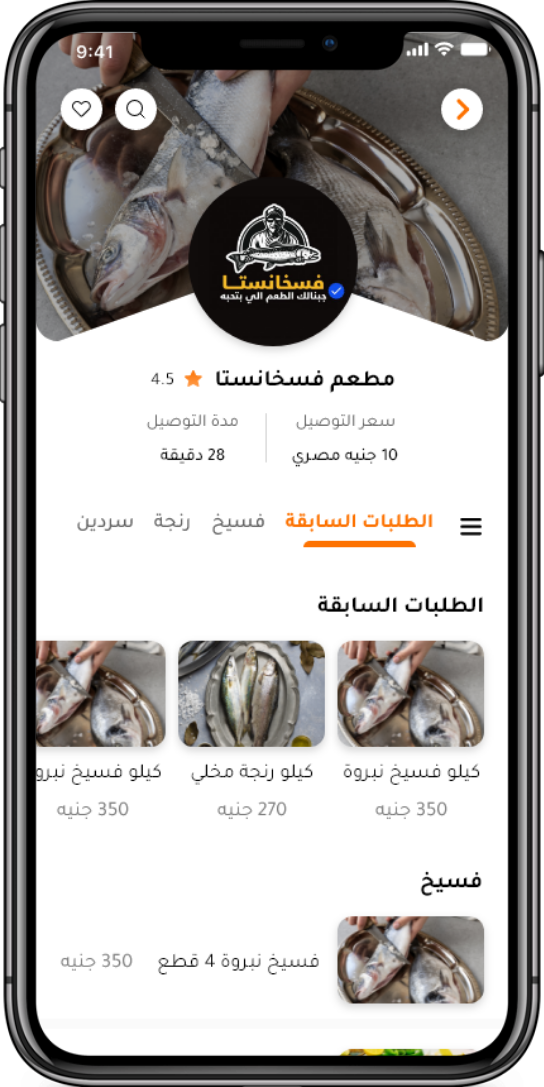 9:41
فسخانستا
جبنالك الطعم الي بتحبه
مطعم فسخانستا 4.5
سعر التوصيل مدة التوصيل
10 جنيه مصري 28 دقيقة
الطلبات السابقة فسيخ رنجة سردين
الطلبات السابقة
كيلو فسيخ نبروة كيلو رنجة مخلي كيلو فسيخ نبرو
350 جنيه 270 جنيه 350 جنيه
فسيخ
فسيخ نبروة 4 قطع 350 جنيه